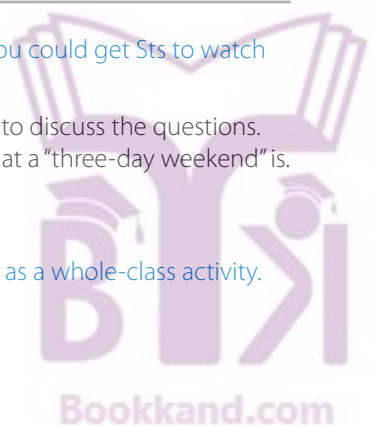 ou could get Sts to watch
to discuss the questions.
at a "three-day weekend" is.
as a whole-class activity.
Bookkand.com